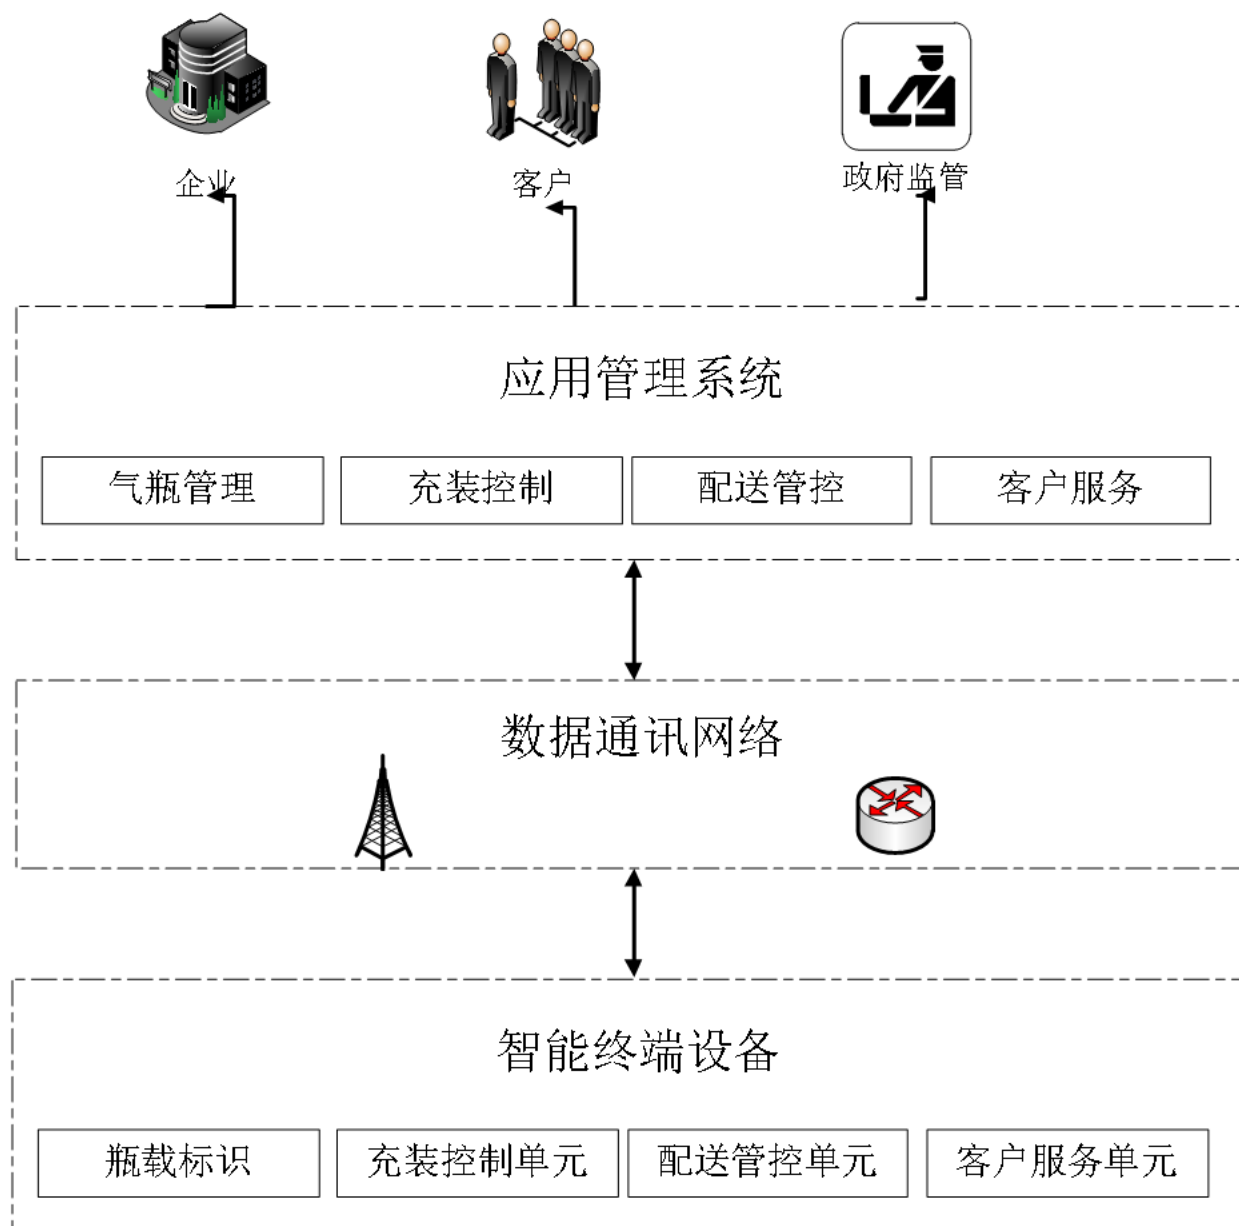 企业
客户
政府监管
应用管理系统
气瓶管理
充装控制
配送管控
客户服务
数据通讯网络
智能终端设备
瓶载标识
充装控制单元
配送管控单元
客户服务单元